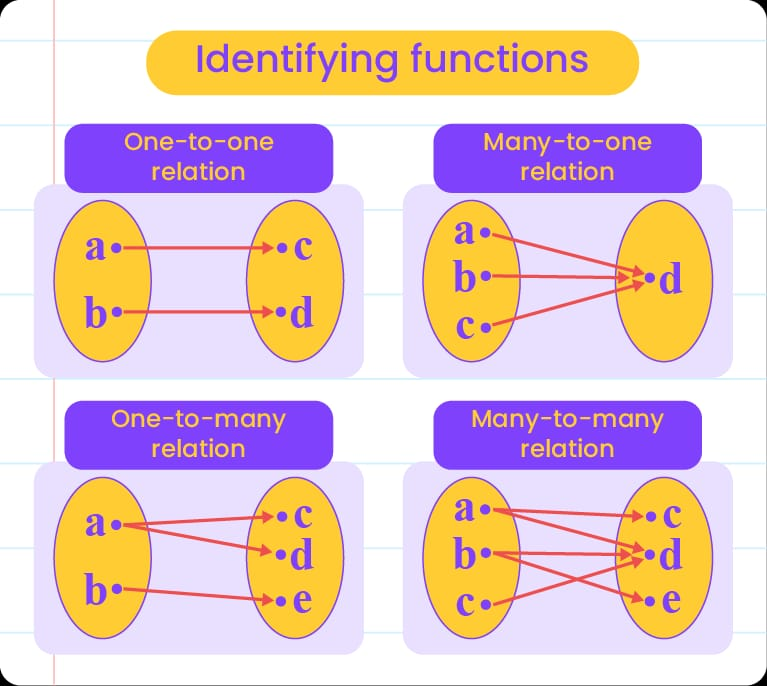 Identifying functions
One-to-one
relation
a
c
b
d
Many-to-one
relation
a
b
d
c
One-to-many
relation
a
c
d
b
e
Many-to-many
relation
a
c
b
d
c
e